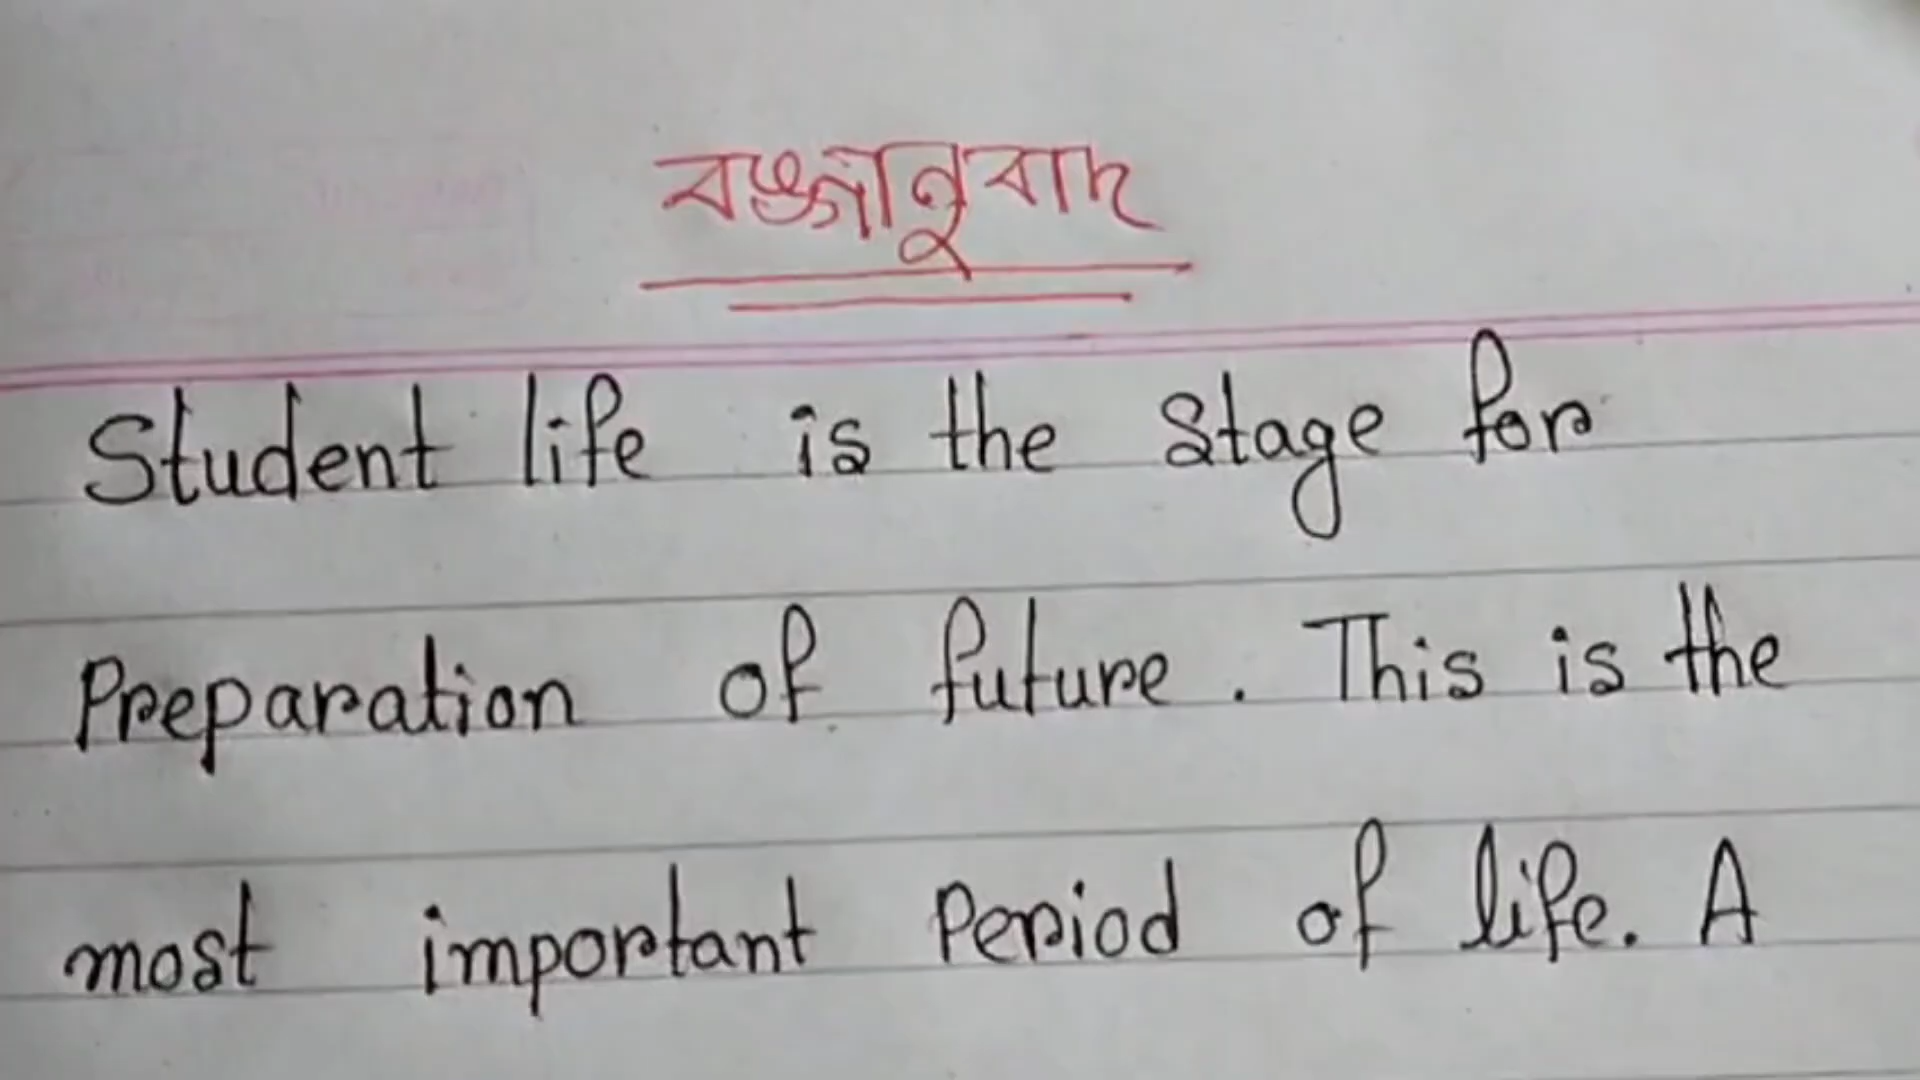 বঙ্গানুবাদ
Student life is the stage for
Preparation of future. This is the
most important Period of life. A